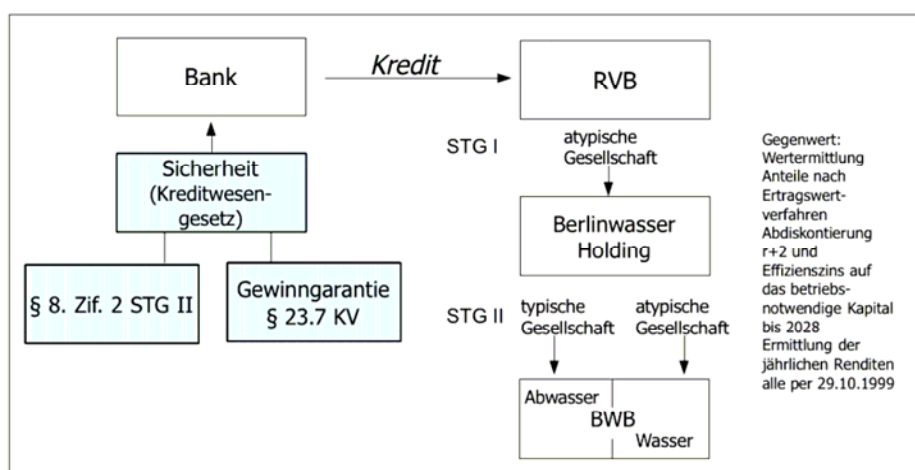 Bank
Kredit
RVB
STG I
atypische
Gesellschaft
Sicherheit
(Kreditwesen-
gesetz)
Berlinwasser
Holding
§ 8. Zif. 2 STG II
Gewinngarantie
§ 23.7 KV
STG II
typische
Gesellschaft
atypische
Gesellschaft
Abwasser
BWB
Wasser
Gegenwert:
Wertermittlung
Anteile nach
Ertragswert-
verfahren
Abdiskontierung
r+2 und
Effizienszins auf
das betriebs-
notwendige Kapital
bis 2028
Ermittlung der
jährlichen Renditen
alle per 29.10.1999